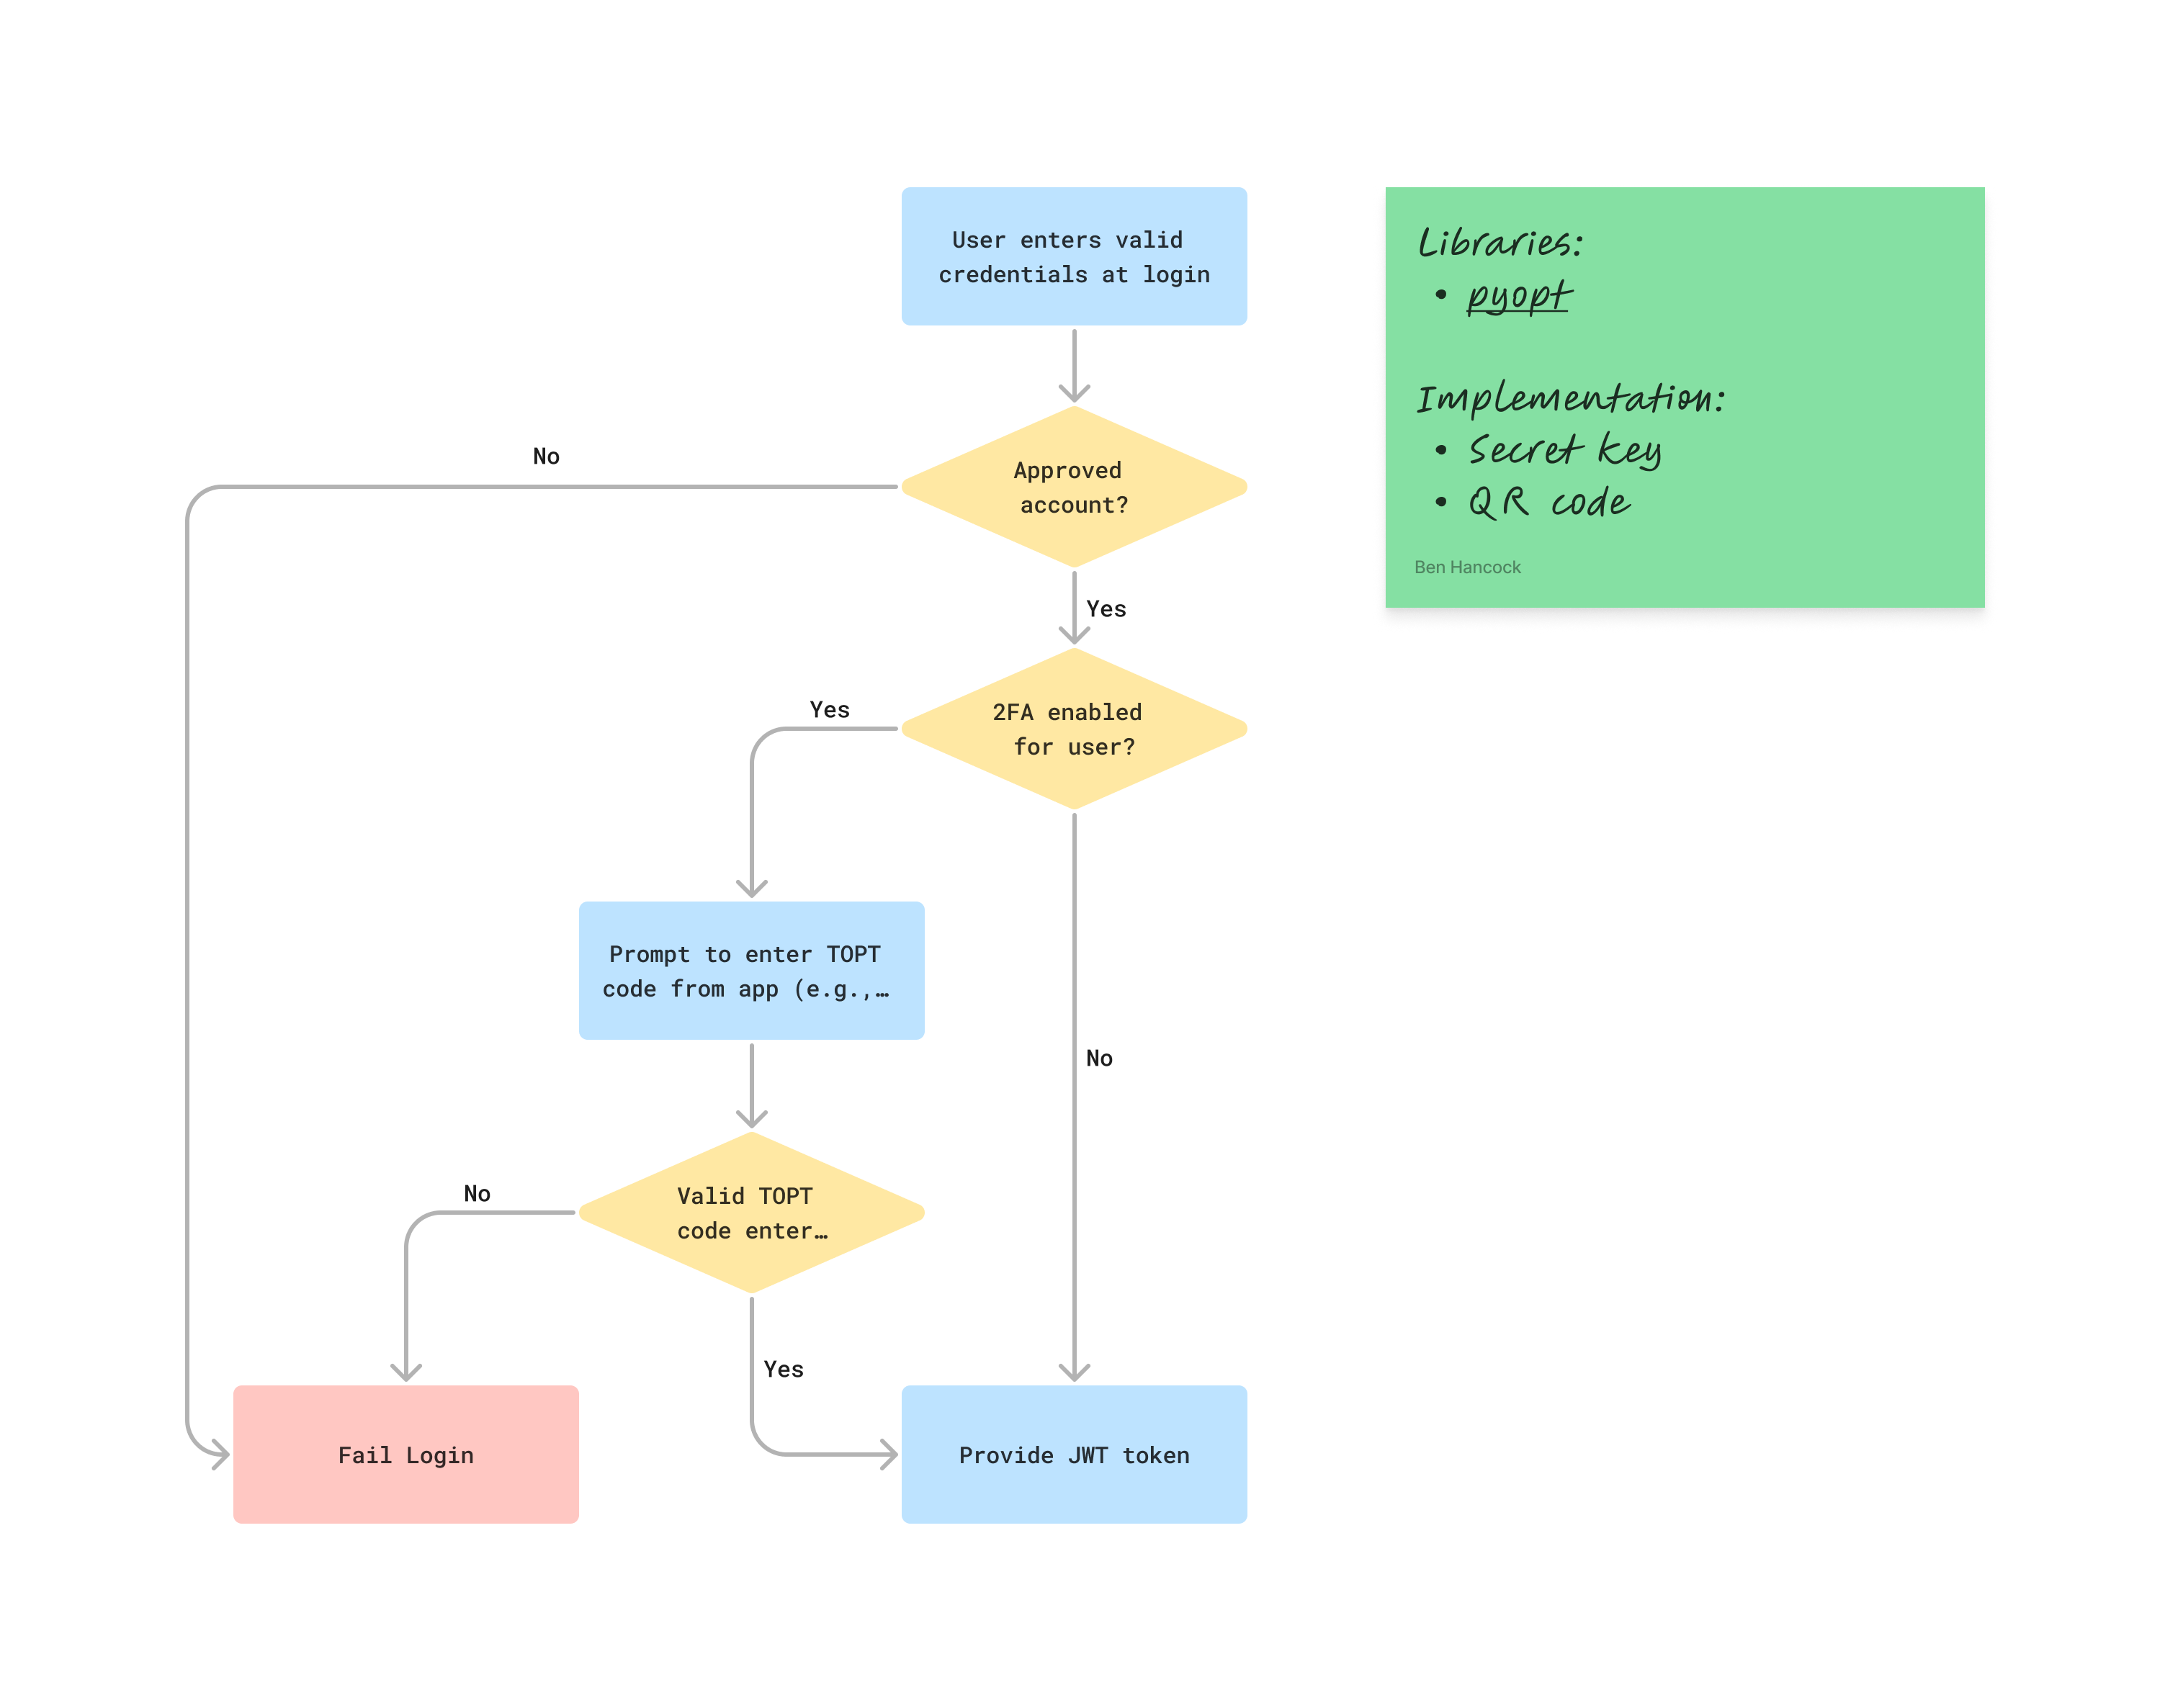 User enters valid
credentials at login
Libraries:
• pyopt
Implementation:
• Secret key
• QR code
Ben Hancock
No
Approved
account?
Yes
Yes
2FA enabled
for user?
Prompt to enter TOPT
code from app (e.g.,…
No
No
Valid TOPT
code enter…
Yes
Fail Login
Provide JWT token